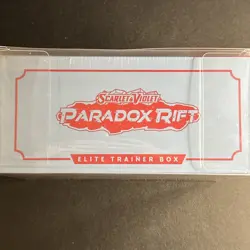 SCARLET & VIOLET
PARADOX RIFT
ELITE TRAINER BOX